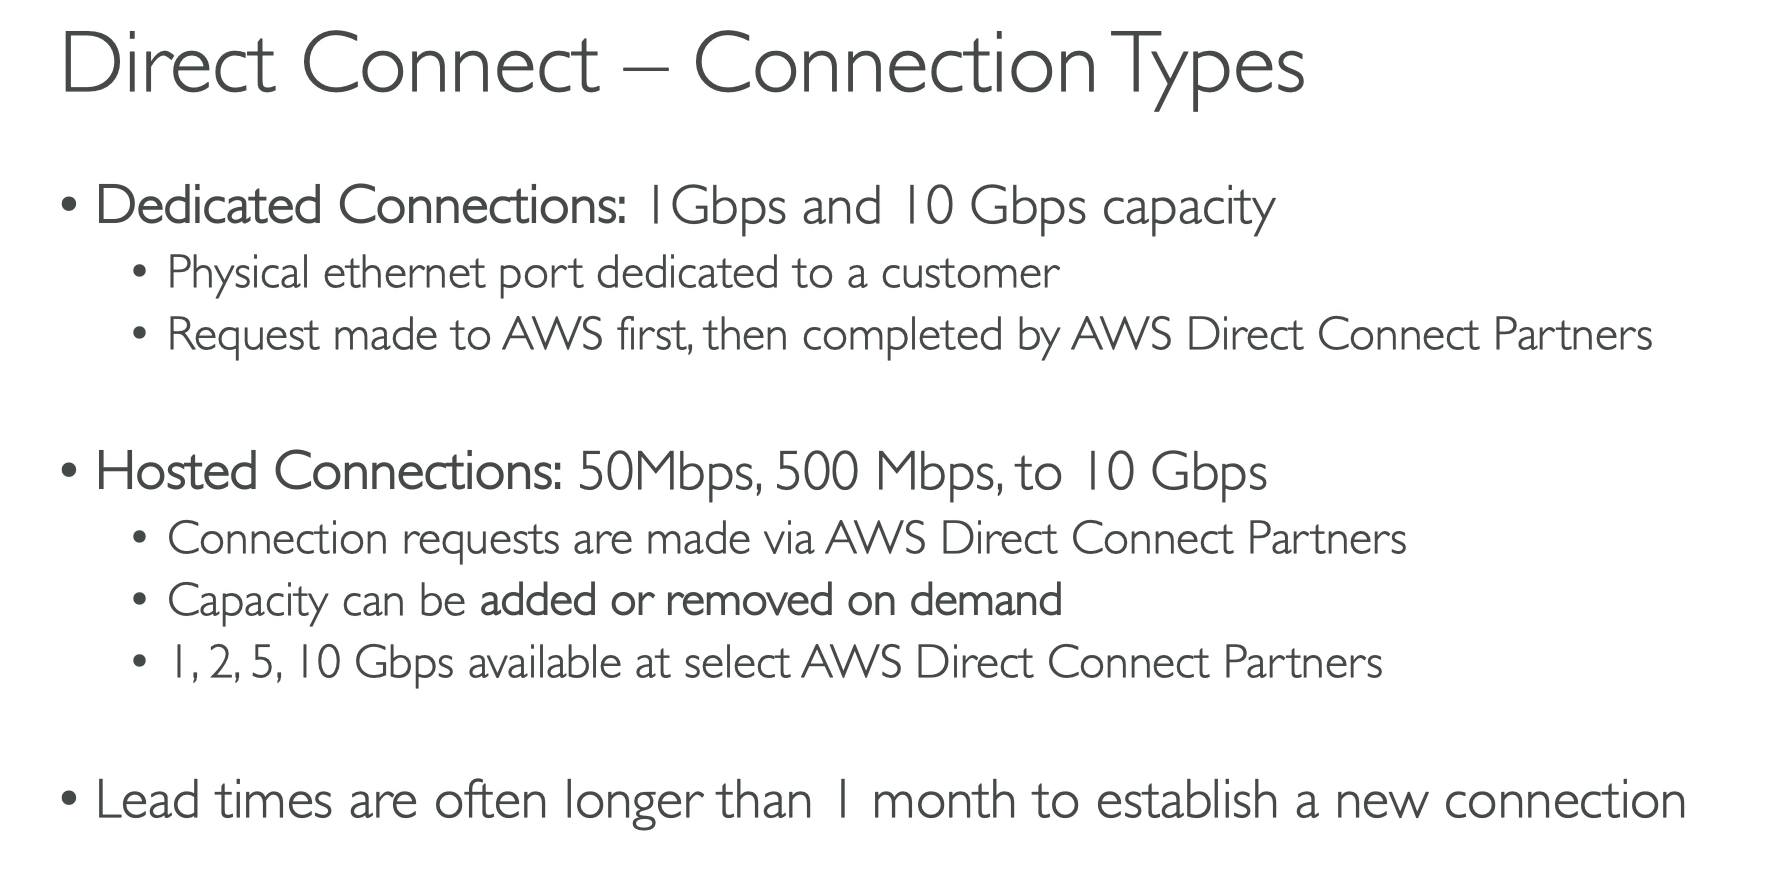 Direct Connect – Connection Types
• Dedicated Connections: 1Gbps and 10 Gbps capacity
• Physical ethernet port dedicated to a customer
• Request made to AWS first, then completed by AWS Direct Connect Partners
• Hosted Connections: 50Mbps, 500 Mbps, to 10 Gbps
• Connection requests are made via AWS Direct Connect Partners
• Capacity can be added or removed on demand
• 1, 2, 5, 10 Gbps available at select AWS Direct Connect Partners
• Lead times are often longer than 1 month to establish a new connection